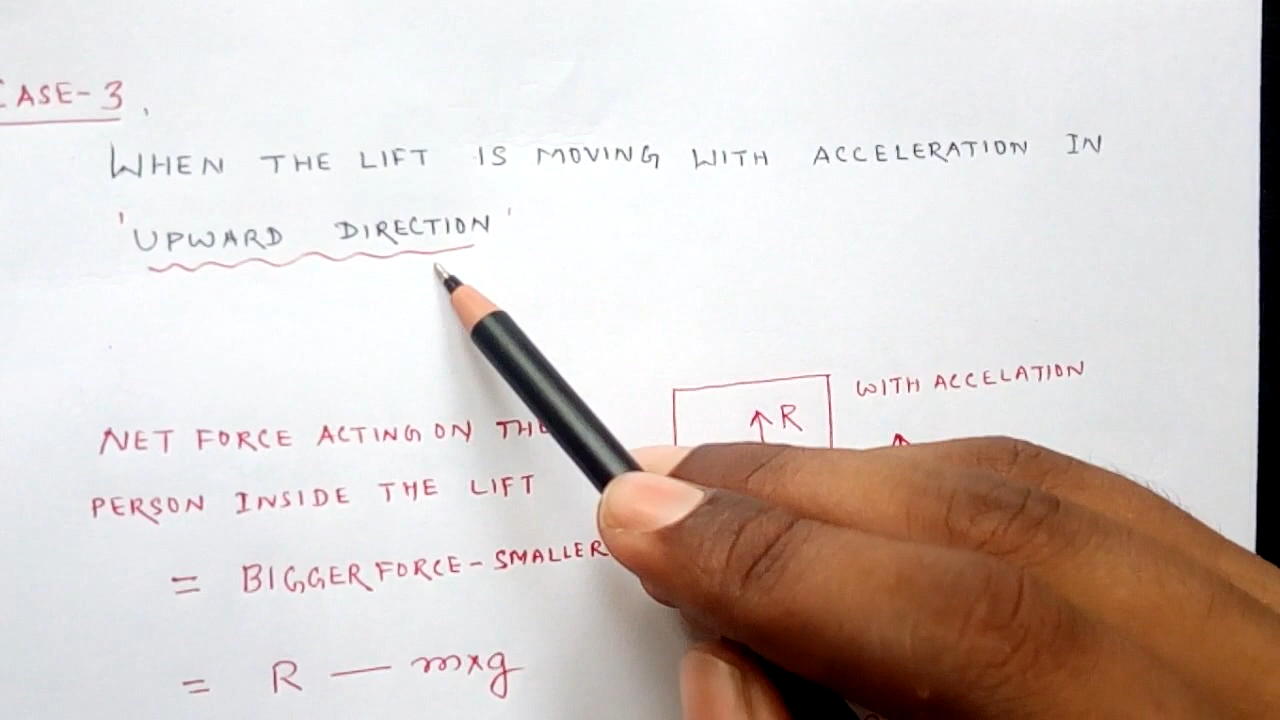 CASE-3.
WHEN THE LIFT IS MOVING WITH ACCELERATION IN
'UPWARD DIRECTION'
WITH ACCELATION
R
NET FORCE ACTING ON THE
PERSON INSIDE THE LIFT
= BIGGER FORCE - SMALLER
= R - m×g